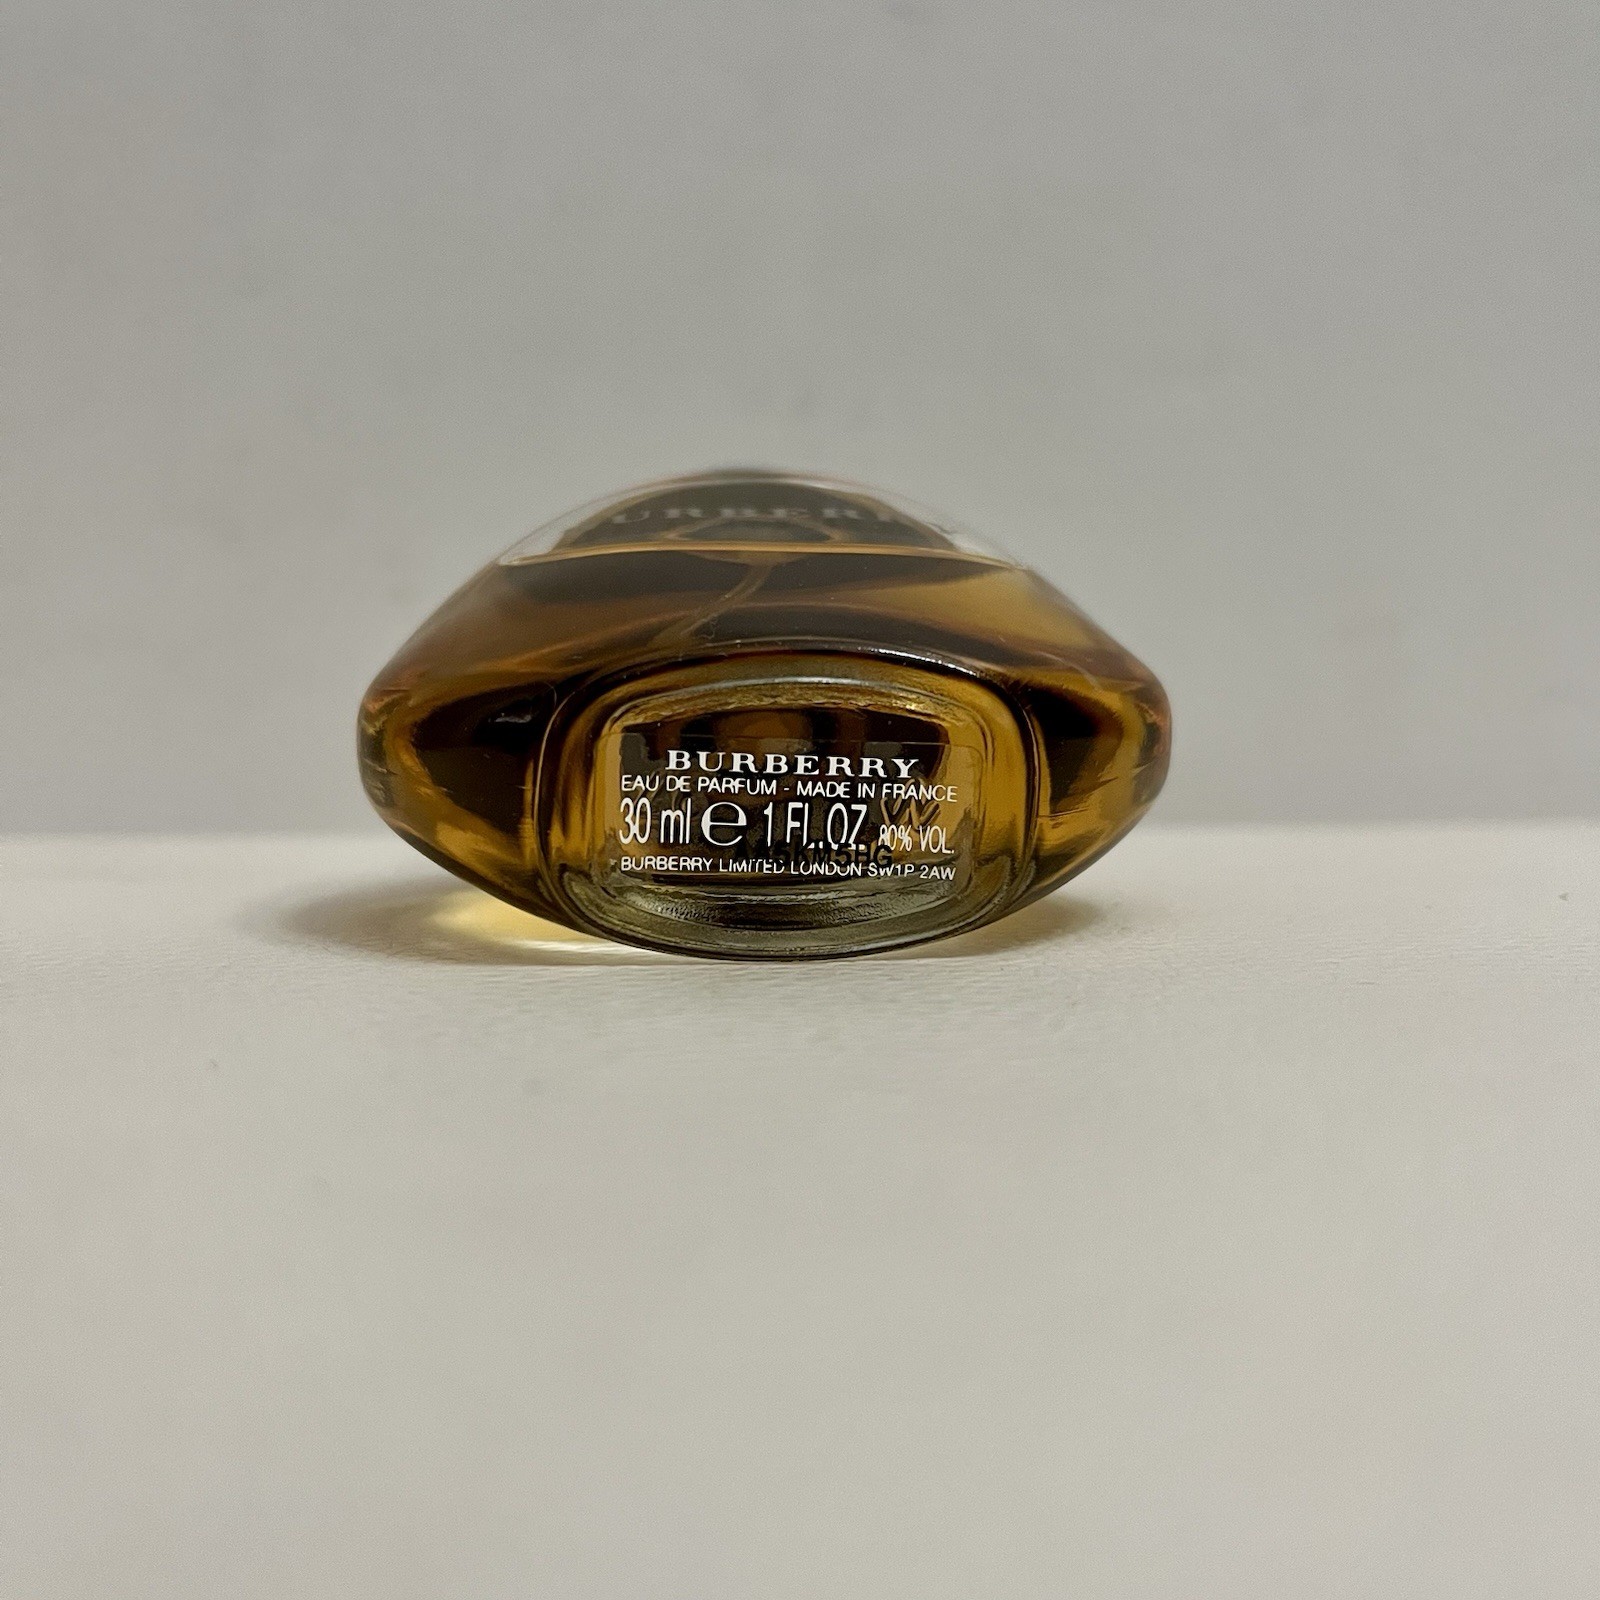 BURBERRY
BURBERRY
EAU DE PARFUM - MADE IN FRANCE
30 ml ℮ 1 FL. OZ. 80% VOL.
BURBERRY LIMITED LONDON SW1P 2AW